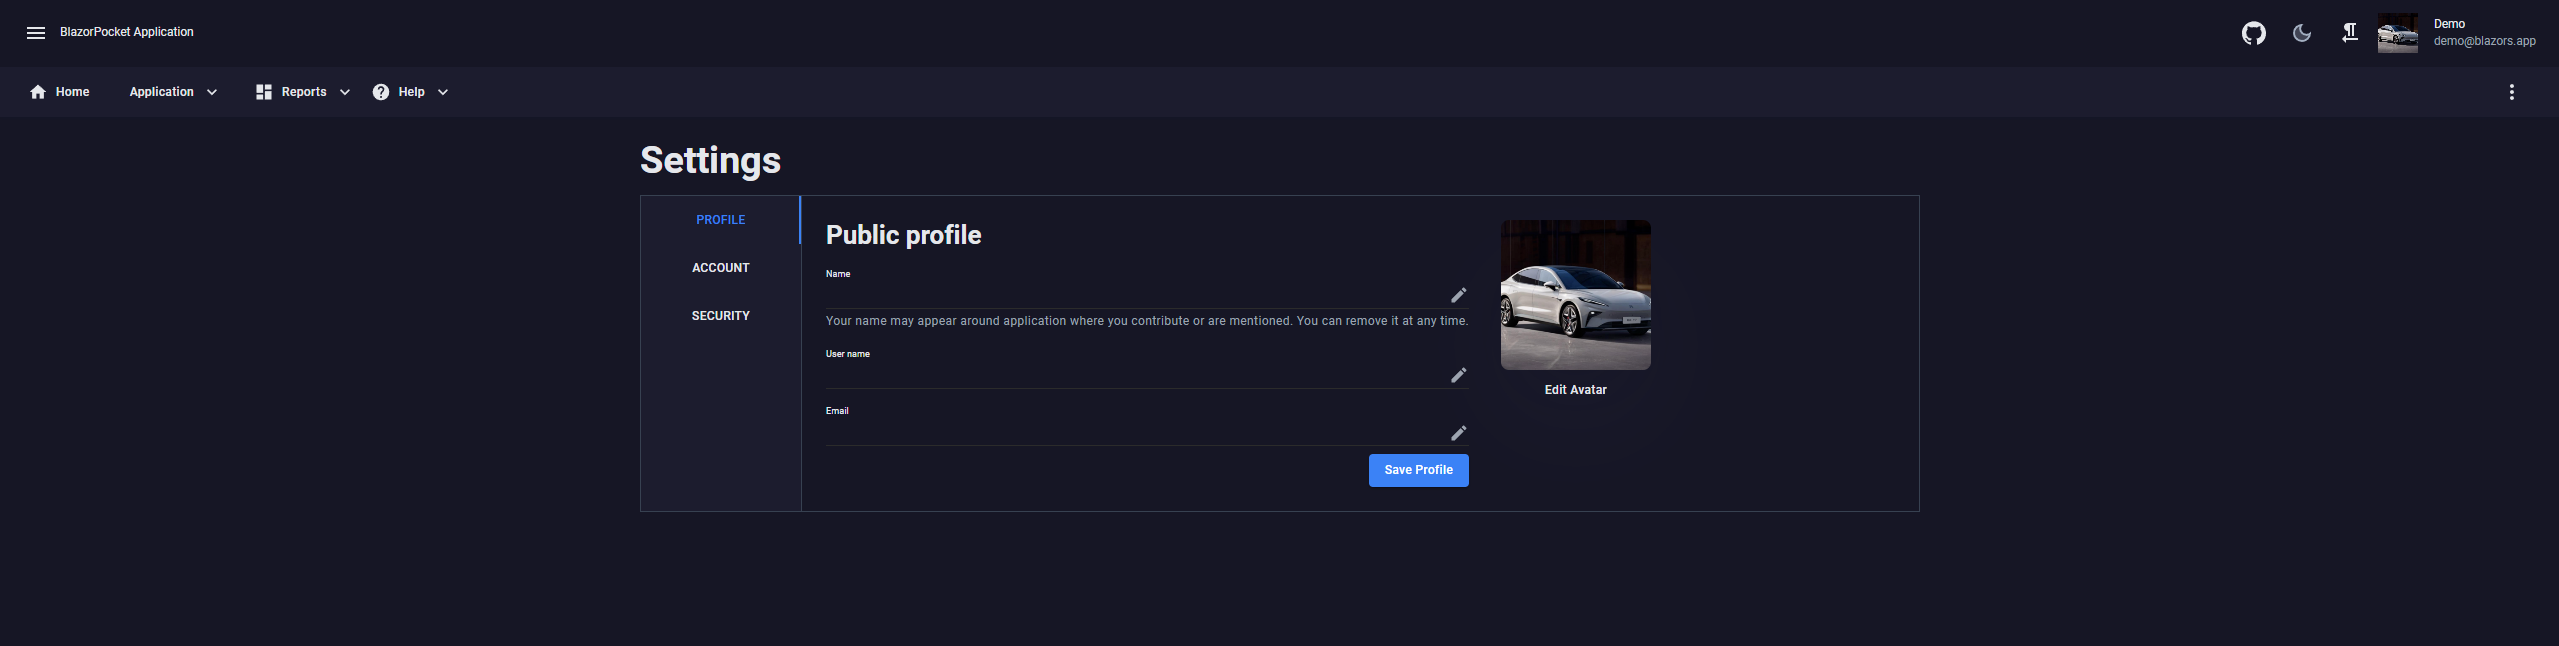 BlazorPocket Application
Demo
demo@blazors.app
Home
Application
Reports
Help
Settings
PROFILE
ACCOUNT
SECURITY
Public profile
Name
Your name may appear around application where you contribute or are mentioned. You can remove it at any time.
User name
Email
Save Profile
Edit Avatar